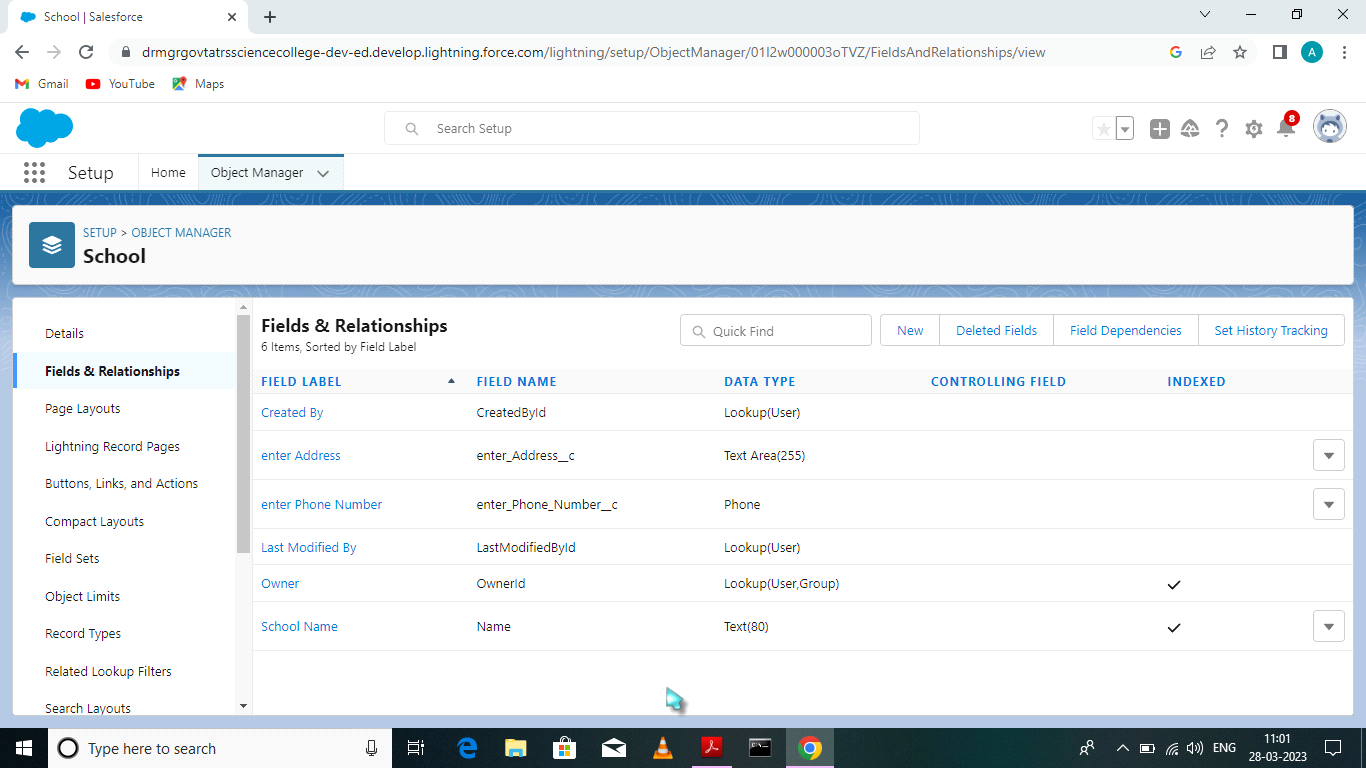 School | Salesforce
drmgrgovtatrssciencecollege-dev-ed.develop.lightning.force.com/lightning/setup/ObjectManager/01I2w000003oTVZ/FieldsAndRelationships/view
A
Gmail YouTube Maps
Search Setup
8
Setup Home Object Manager
SETUP > OBJECT MANAGER
School
Details
Fields & Relationships
Page Layouts
Lightning Record Pages
Buttons, Links, and Actions
Compact Layouts
Field Sets
Object Limits
Record Types
Related Lookup Filters
Search Layouts
Fields & Relationships
6 Items, Sorted by Field Label
Quick Find
New Deleted Fields Field Dependencies Set History Tracking
FIELD LABEL FIELD NAME DATA TYPE CONTROLLING FIELD INDEXED
Created By CreatedById Lookup(User)
enter Address enter_Address__c Text Area(255)
enter Phone Number enter_Phone_Number__c Phone
Last Modified By LastModifiedById Lookup(User)
Owner OwnerId Lookup(User,Group)
School Name Name Text(80)
Type here to search
ENG
11:01
28-03-2023